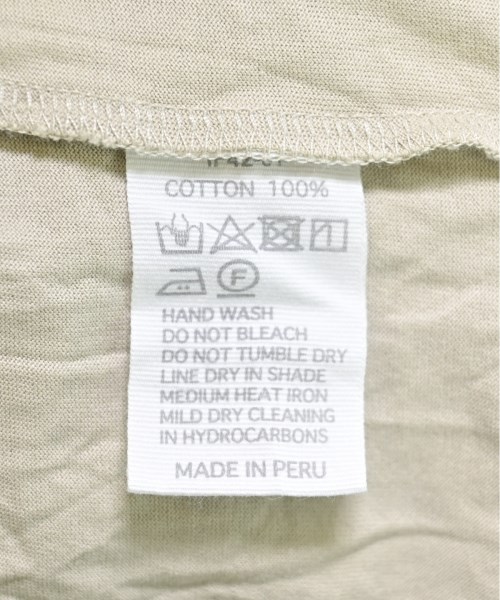 COTTON 100%
F
HAND WASH
DO NOT BLEACH
DO NOT TUMBLE DRY
LINE DRY IN SHADE
MEDIUM HEAT IRON
MILD DRY CLEANING
IN HYDROCARBONS
MADE IN PERU